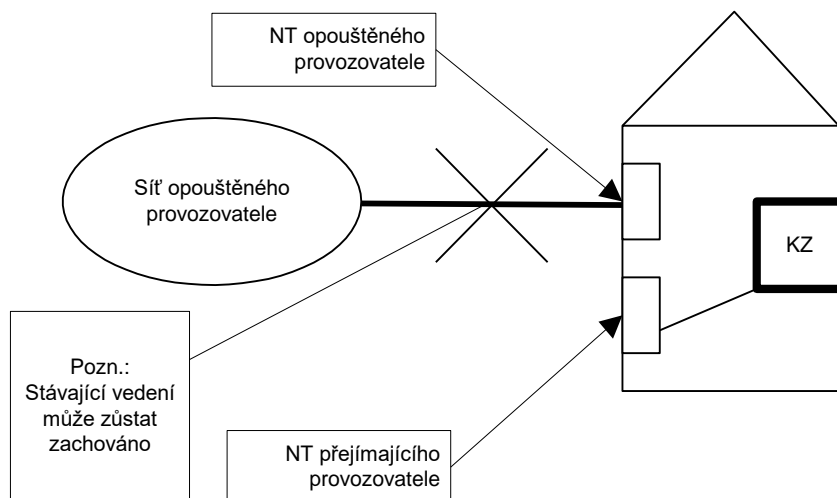 NT opouštěného
provozovatele
Síť opouštěného
provozovatele
KZ
Pozn.:
Stávající vedení
může zůstat
zachováno
NT přejímajícího
provozovatele